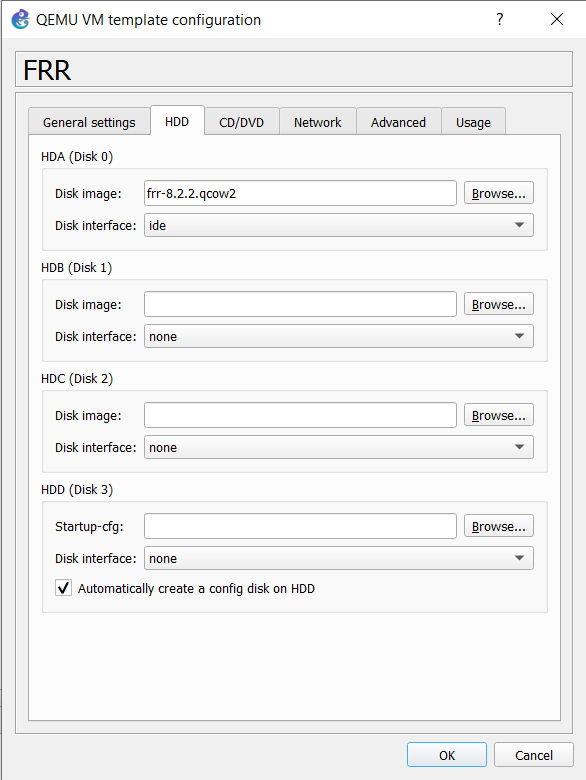 QEMU VM template configuration
?
FRR
General settings HDD CD/DVD Network Advanced Usage
HDA (Disk 0)
Disk image: frr-8.2.2.qcow2 Browse...
Disk interface: ide
HDB (Disk 1)
Disk image: Browse...
Disk interface: none
HDC (Disk 2)
Disk image: Browse...
Disk interface: none
HDD (Disk 3)
Startup-cfg: Browse...
Disk interface: none
Automatically create a config disk on HDD
OK Cancel